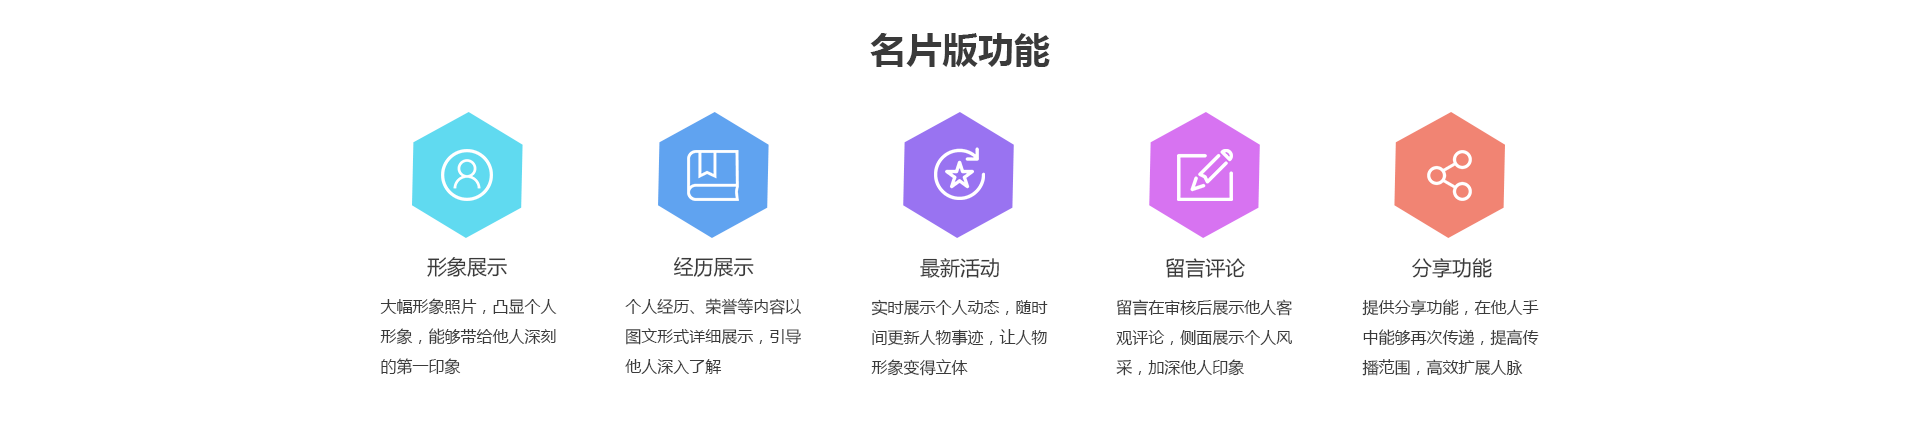 名片版功能
形象展示
大幅形象照片，凸显个人
形象，能够带给他人深刻
的第一印象
经历展示
个人经历、荣誉等内容以
图文形式详细展示，引导
他人深入了解
最新活动
实时展示个人动态，随时
间更新人物事迹，让人物
形象变得立体
留言评论
留言在审核后展示他人客
观评论，侧面展示个人风
采，加深他人印象
分享功能
提供分享功能，在他人手
中能够再次传递，提高传
播范围，高效扩展人脉